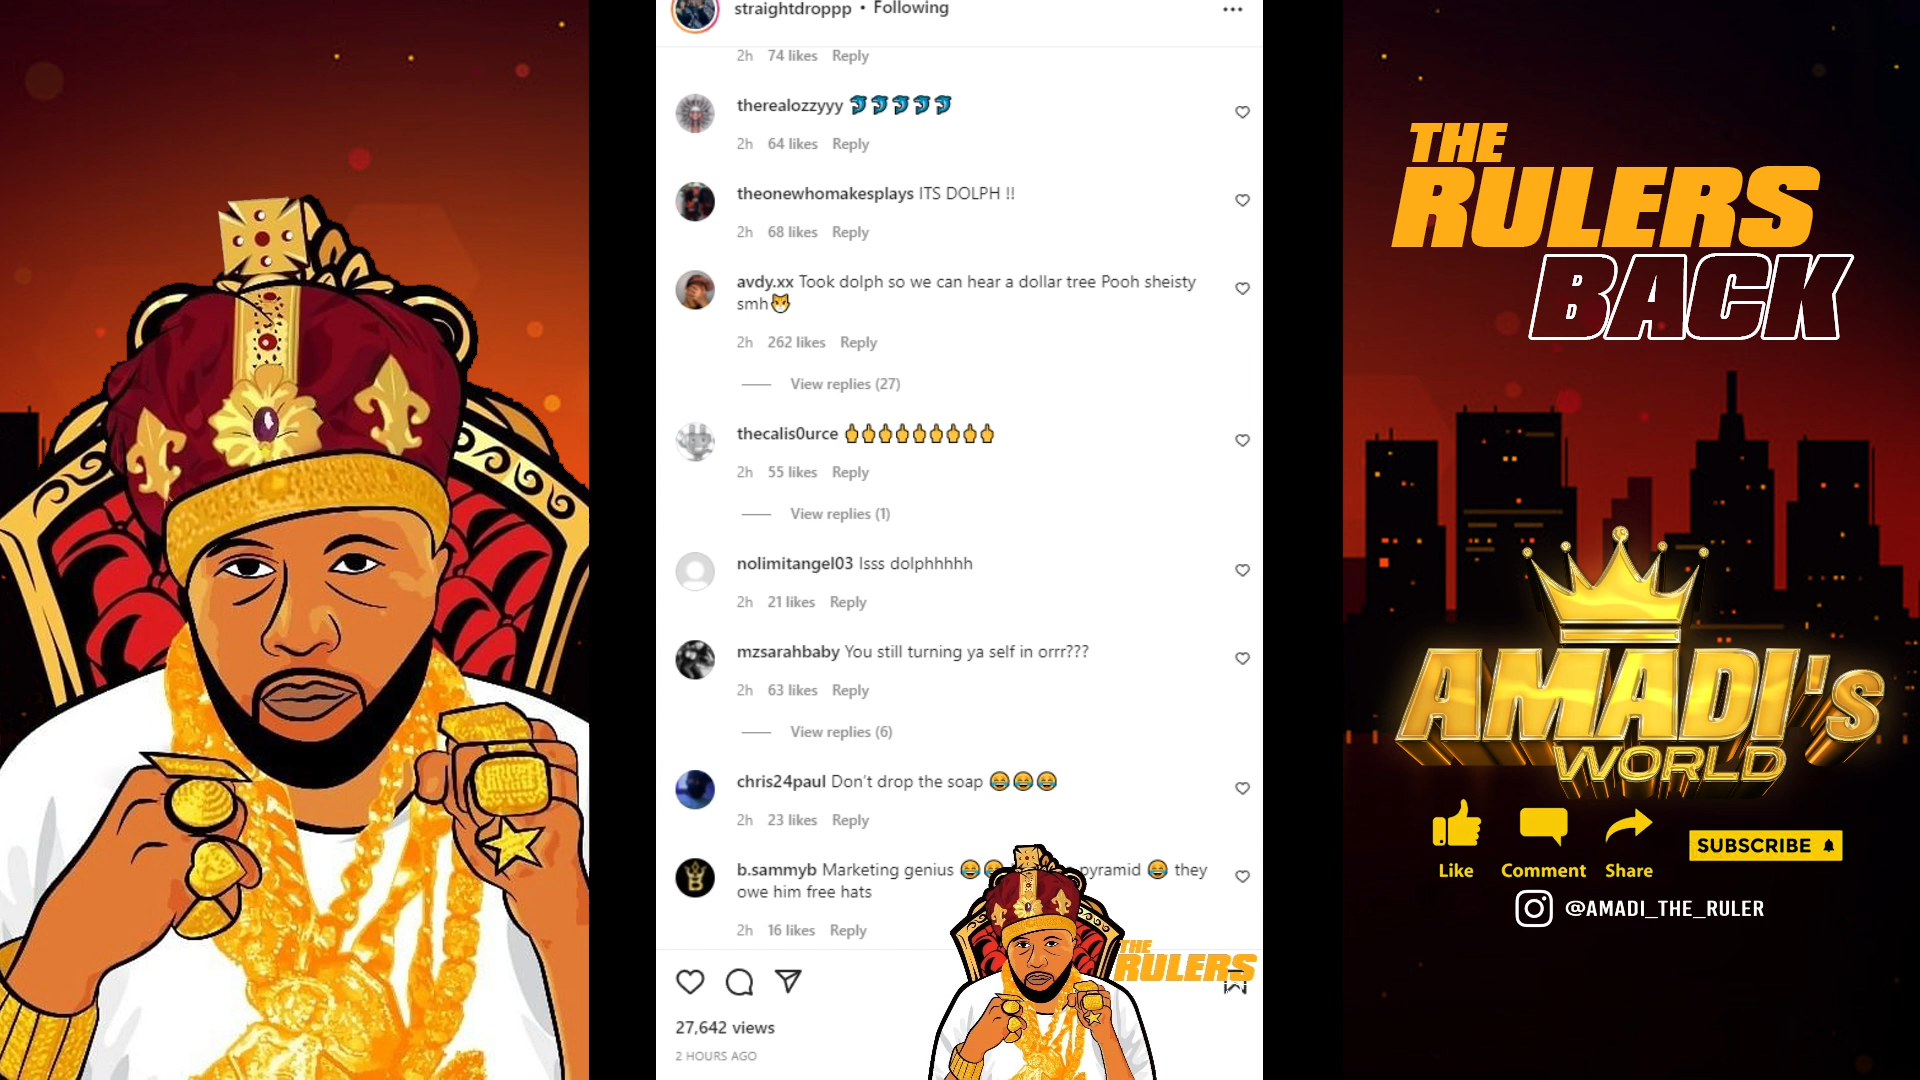 straightdroppp • Following
2h 74 likes Reply
therealozzyyy
2h 64 likes Reply
theonewhomakesplays ITS DOLPH !!
2h 68 likes Reply
avdy.xx Took dolph so we can hear a dollar tree Pooh sheisty
smh
2h 262 likes Reply
View replies (27)
thecalis0urce
2h 55 likes Reply
View replies (1)
nolimitangel03 Isss dolphhhhh
2h 21 likes Reply
mzsarahbaby You still turning ya self in orrr???
2h 63 likes Reply
View replies (6)
chris24paul Don't drop the soap
2h 23 likes Reply
b.sammyb Marketing genius pyramid they
owe him free hats
2h 16 likes Reply
27,642 views
2 HOURS AGO
THE
RULERS
THE
RULERS
BACK
AMADI's
WORLD
Like Comment Share SUBSCRIBE
@AMADI_THE_RULER